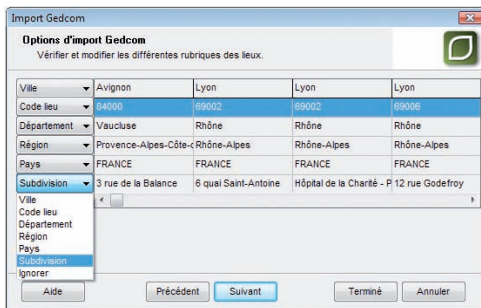 Import Gedcom
Options d'import Gedcom
Vérifier et modifier les différentes rubriques des lieux.
Ville Avignon Lyon Lyon Lyon
Code lieu 84000 69002 69002 69006
Département Vaucluse Rhône Rhône Rhône
Région Provence-Alpes-Côte-d Rhône-Alpes Rhône-Alpes Rhône-Alpes
Pays FRANCE FRANCE FRANCE FRANCE
Subdivision 3 rue de la Balance 6 quai Saint-Antoine Hôpital de la Charité - P 12 rue Godefroy
Ville
Code lieu
Département
Région
Pays
Subdivision
Ignorer
Aide Précédent Suivant Terminé Annuler